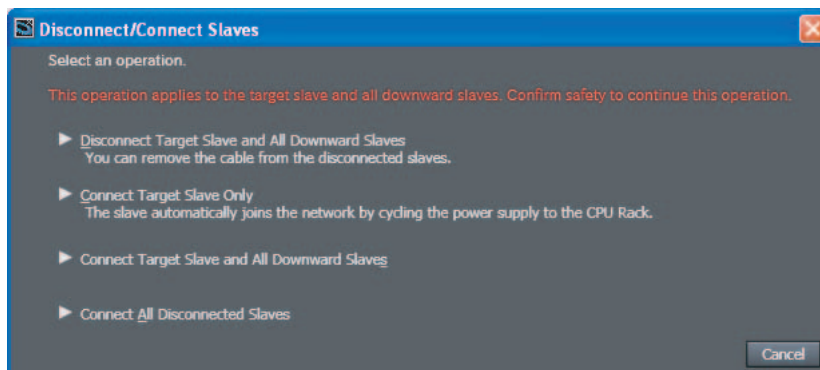 Disconnect/Connect Slaves
Select an operation.
This operation applies to the target slave and all downward slaves. Confirm safety to continue this operation.
Disconnect Target Slave and All Downward Slaves
You can remove the cable from the disconnected slaves.
Connect Target Slave Only
The slave automatically joins the network by cycling the power supply to the CPU Rack.
Connect Target Slave and All Downward Slaves
Connect All Disconnected Slaves
Cancel